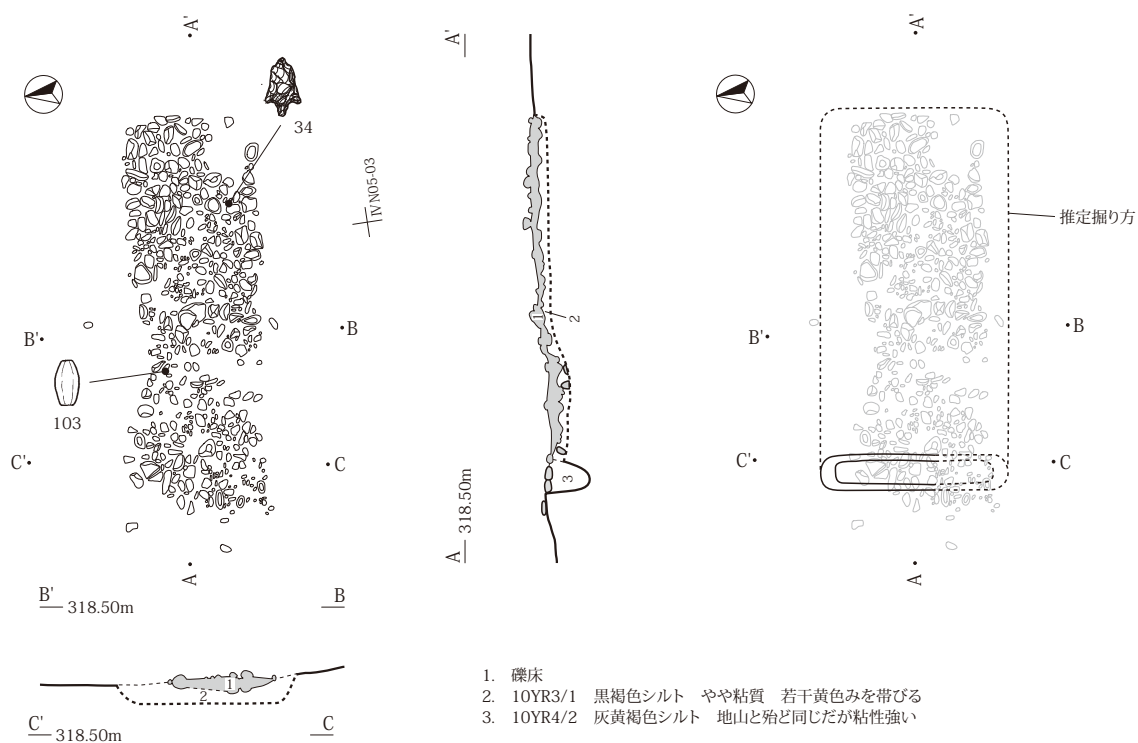 A'
34
ⅣN05-03
B
B'
103
C'
C
A
A'
1
2
3
A 318.50m
A'
推定掘り方
B'
B
C'
C
A
B' 318.50m B
1
2
C' 318.50m C
1. 礫床
2. 10YR3/1 黒褐色シルト やや粘質 若干黄色みを帯びる
3. 10YR4/2 灰黄褐色シルト 地山と殆ど同じだが粘性強い